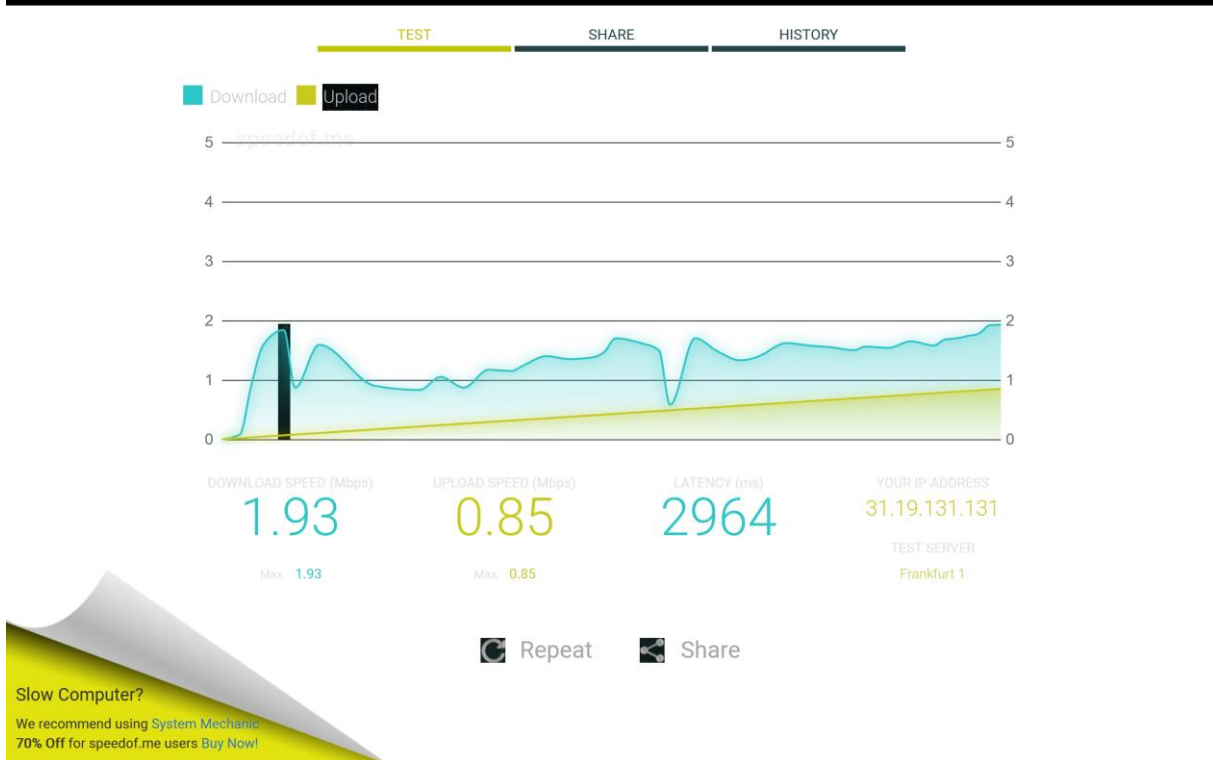 TEST SHARE HISTORY
Download Upload
speedof.me
5 5
4 4
3 3
2 2
1 1
0 0
DOWNLOAD SPEED (Mbps) UPLOAD SPEED (Mbps) LATENCY (ms) YOUR IP ADDRESS
1.93 0.85 2964 31.19.131.131
TEST SERVER
Max. 1.93 Max. 0.85 Frankfurt 1
Repeat Share
Slow Computer?
We recommend using System Mechanic
70% Off for speedof.me users Buy Now!